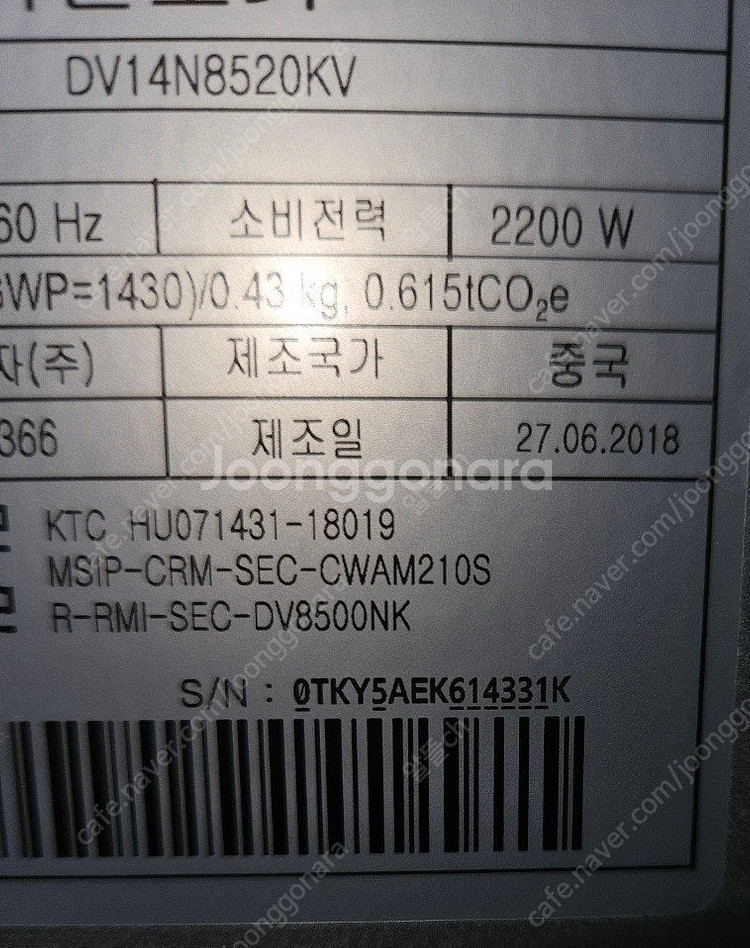 DV14N8520KV
60 Hz 소비전력 2200 W
GWP=1430)/0.43 kg, 0.615tCO₂e
자(주) 제조국가 중국
366 제조일 27.06.2018
Joonggonara
KTC HU071431-18019
MSIP-CRM-SEC-CWAM210S
R-RMI-SEC-DV8500NK
S/N : 0TKY5AEK614331K
cafe.naver.com/joonggonara